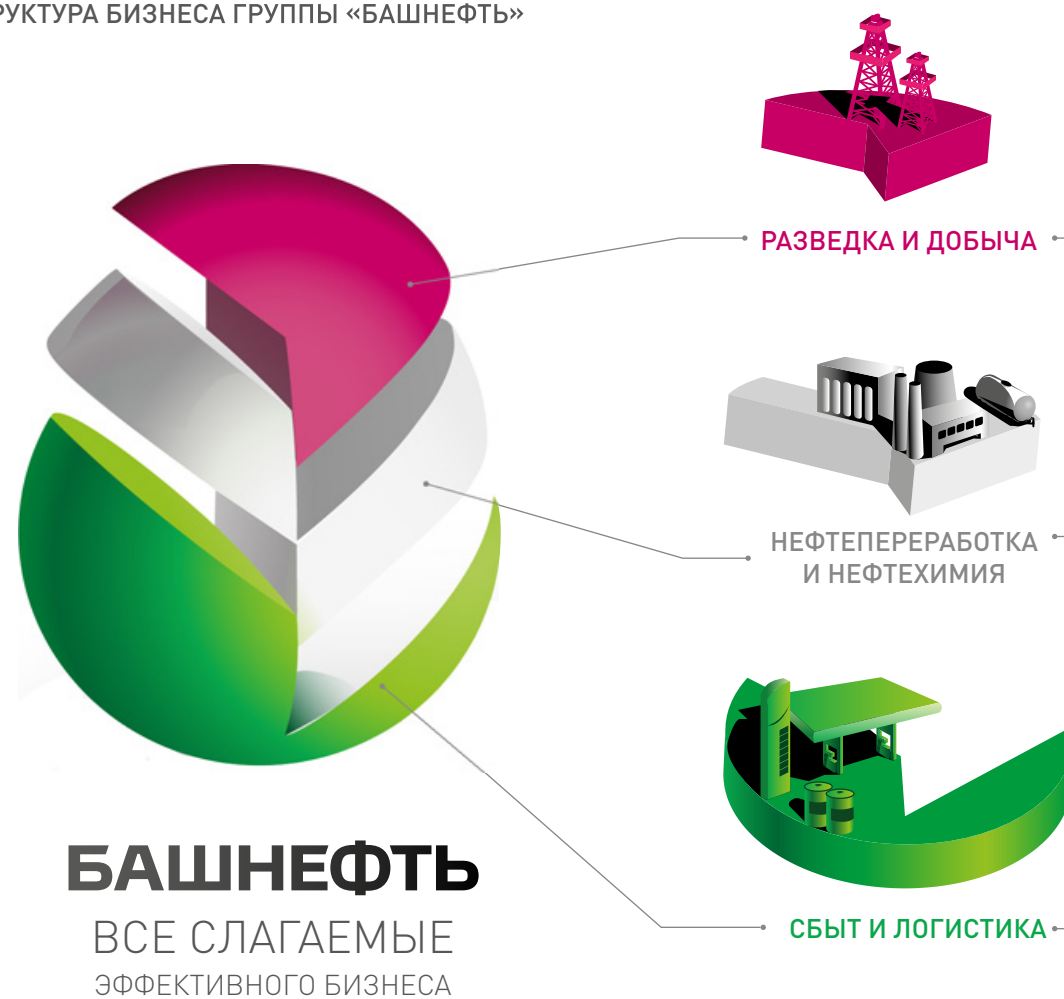 РУКТУРА БИЗНЕСА ГРУППЫ «БАШНЕФТЬ»
РАЗВЕДКА И ДОБЫЧА
НЕФТЕПЕРЕРАБОТКА
И НЕФТЕХИМИЯ
СБЫТ И ЛОГИСТИКА
БАШНЕФТЬ
ВСЕ СЛАГАЕМЫЕ
ЭФФЕКТИВНОГО БИЗНЕСА